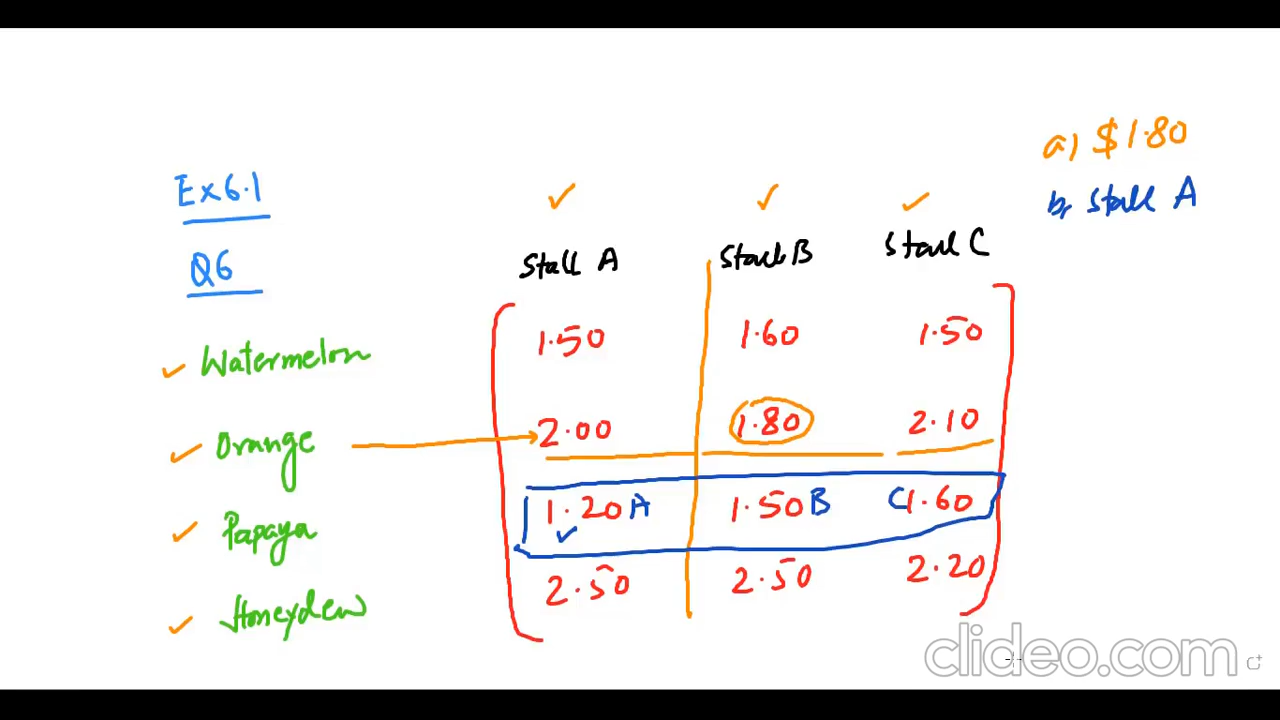 a) $1.80
Ex6.1
b, Stall A
Q6
Stall A Stall B Stall C
Watermelon 1.50 1.60 1.50
Orange 2.00 1.80 2.10
Papaya 1.20 A 1.50 B C 1.60
Honeydew 2.50 2.50 2.20
clideo.com